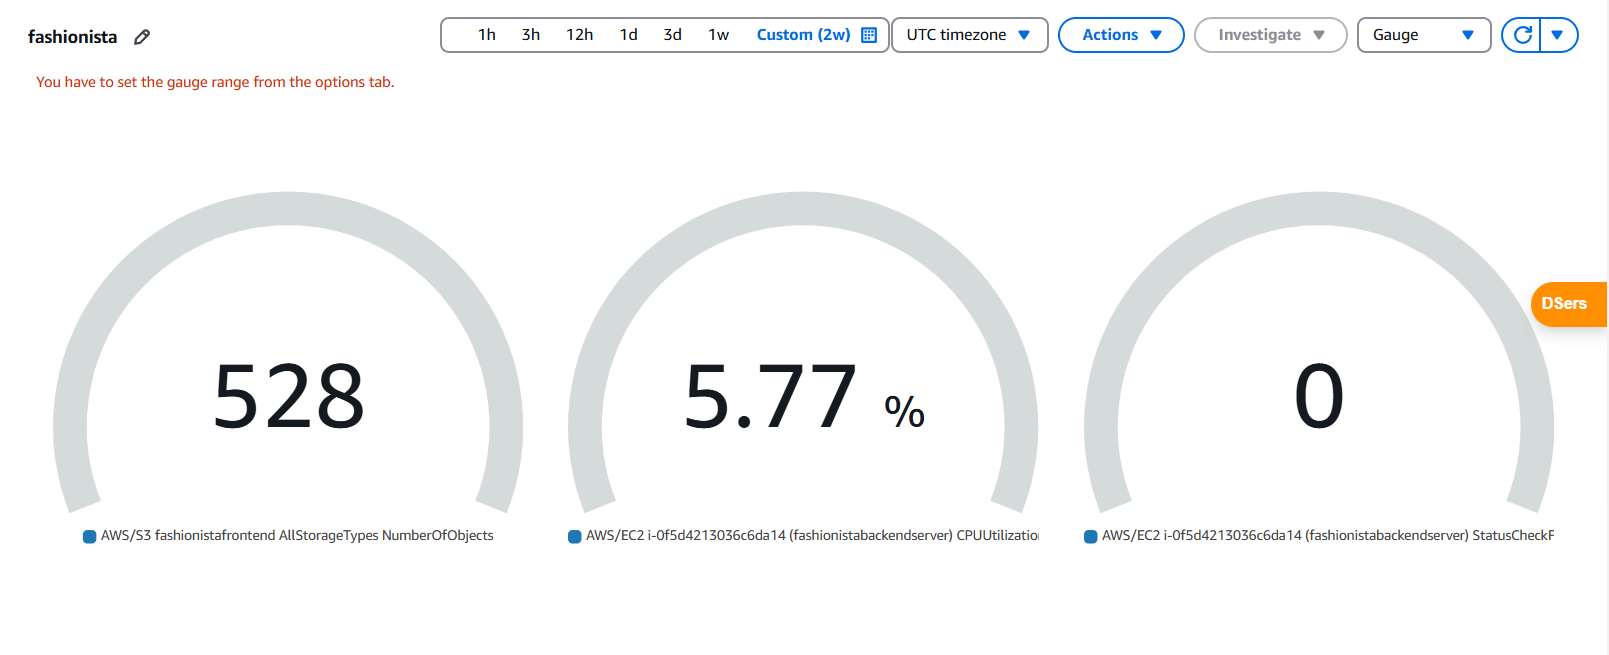 fashionista
1h 3h 12h 1d 3d 1w Custom (2w) UTC timezone Actions Investigate Gauge
You have to set the gauge range from the options tab.
528
5.77 %
0
DSers
AWS/S3 fashionistafrontend AllStorageTypes NumberOfObjects
AWS/EC2 i-0f5d4213036c6da14 (fashionistabackendserver) CPUUtilizatio
AWS/EC2 i-0f5d4213036c6da14 (fashionistabackendserver) StatusCheckF